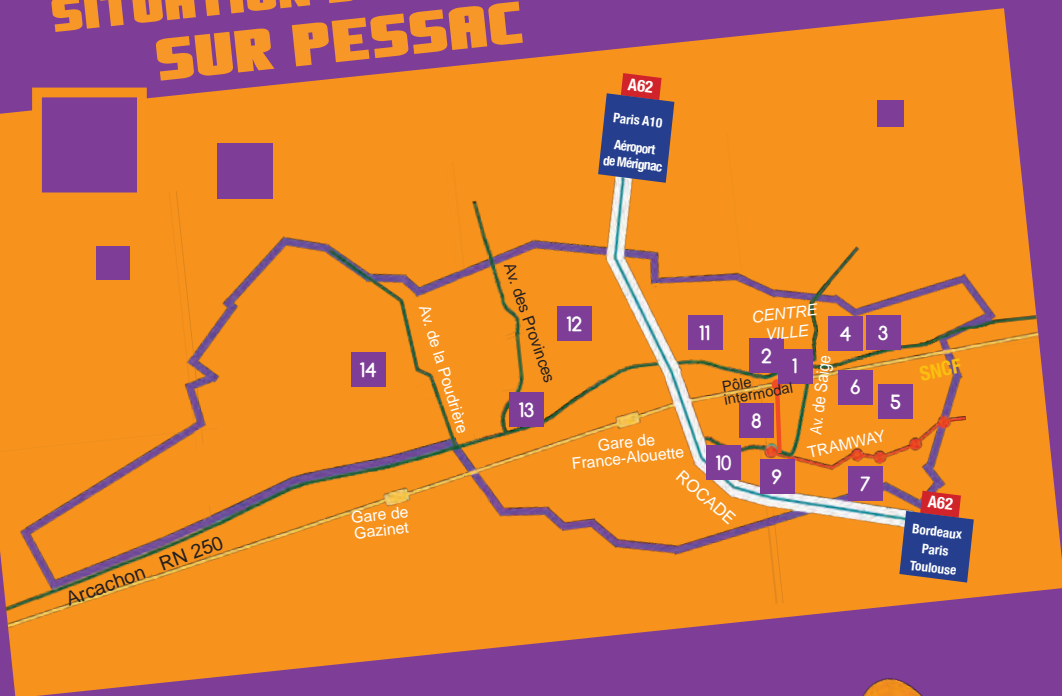 SITUATION
SUR PESSAC
A62
Paris A10
Aéroport
de Mérignac
Av. des Provinces
Av. de la Poudrière
CENTRE
VILLE
12
11
4
3
2
1
14
Pôle
intermodal
Av. de Saige
SNCF
6
5
13
8
Gare de
France-Alouette
TRAMWAY
10
9
7
ROCADE
Gare de
Gazinet
A62
Bordeaux
Paris
Toulouse
Arcachon RN 250